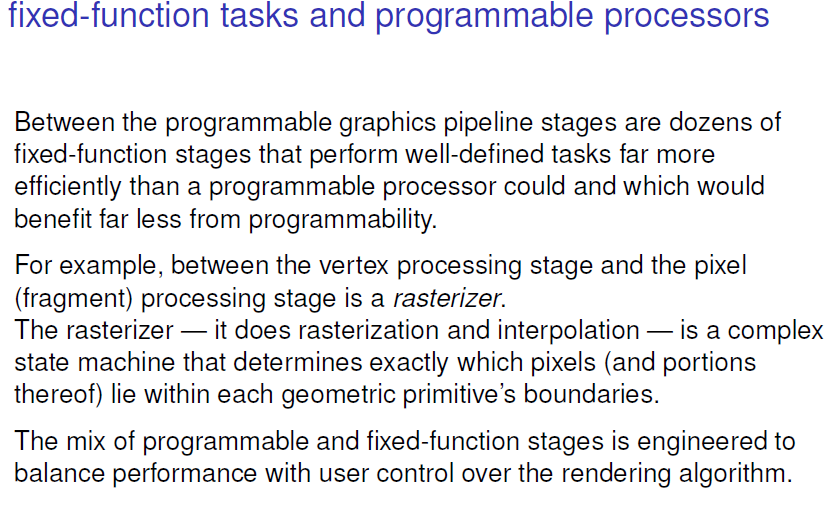 fixed-function tasks and programmable processors
Between the programmable graphics pipeline stages are dozens of
fixed-function stages that perform well-defined tasks far more
efficiently than a programmable processor could and which would
benefit far less from programmability.
For example, between the vertex processing stage and the pixel
(fragment) processing stage is a rasterizer.
The rasterizer — it does rasterization and interpolation — is a complex
state machine that determines exactly which pixels (and portions
thereof) lie within each geometric primitive's boundaries.
The mix of programmable and fixed-function stages is engineered to
balance performance with user control over the rendering algorithm.